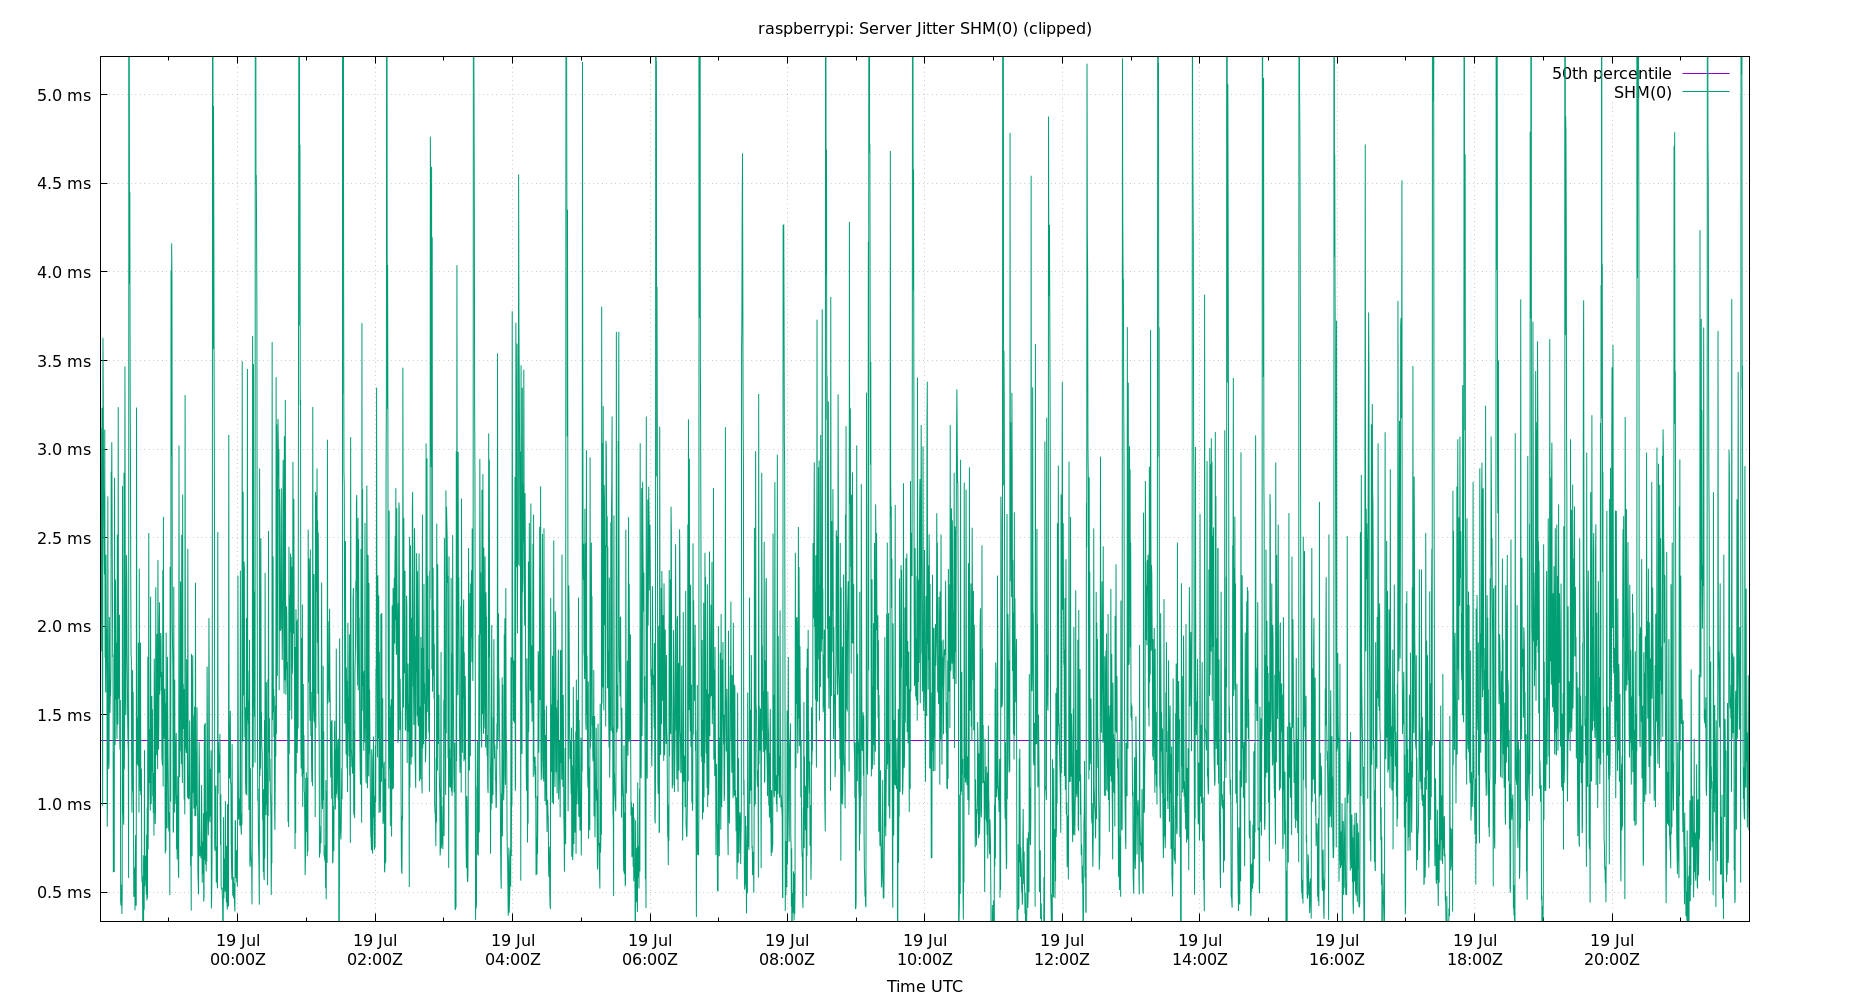 raspberrypi: Server Jitter SHM(0) (clipped)
50th percentile
SHM(0)
5.0 ms
4.5 ms
4.0 ms
3.5 ms
3.0 ms
2.5 ms
2.0 ms
1.5 ms
1.0 ms
0.5 ms
19 Jul 19 Jul 19 Jul 19 Jul 19 Jul 19 Jul 19 Jul 19 Jul 19 Jul 19 Jul 19 Jul
00:00Z 02:00Z 04:00Z 06:00Z 08:00Z 10:00Z 12:00Z 14:00Z 16:00Z 18:00Z 20:00Z
Time UTC